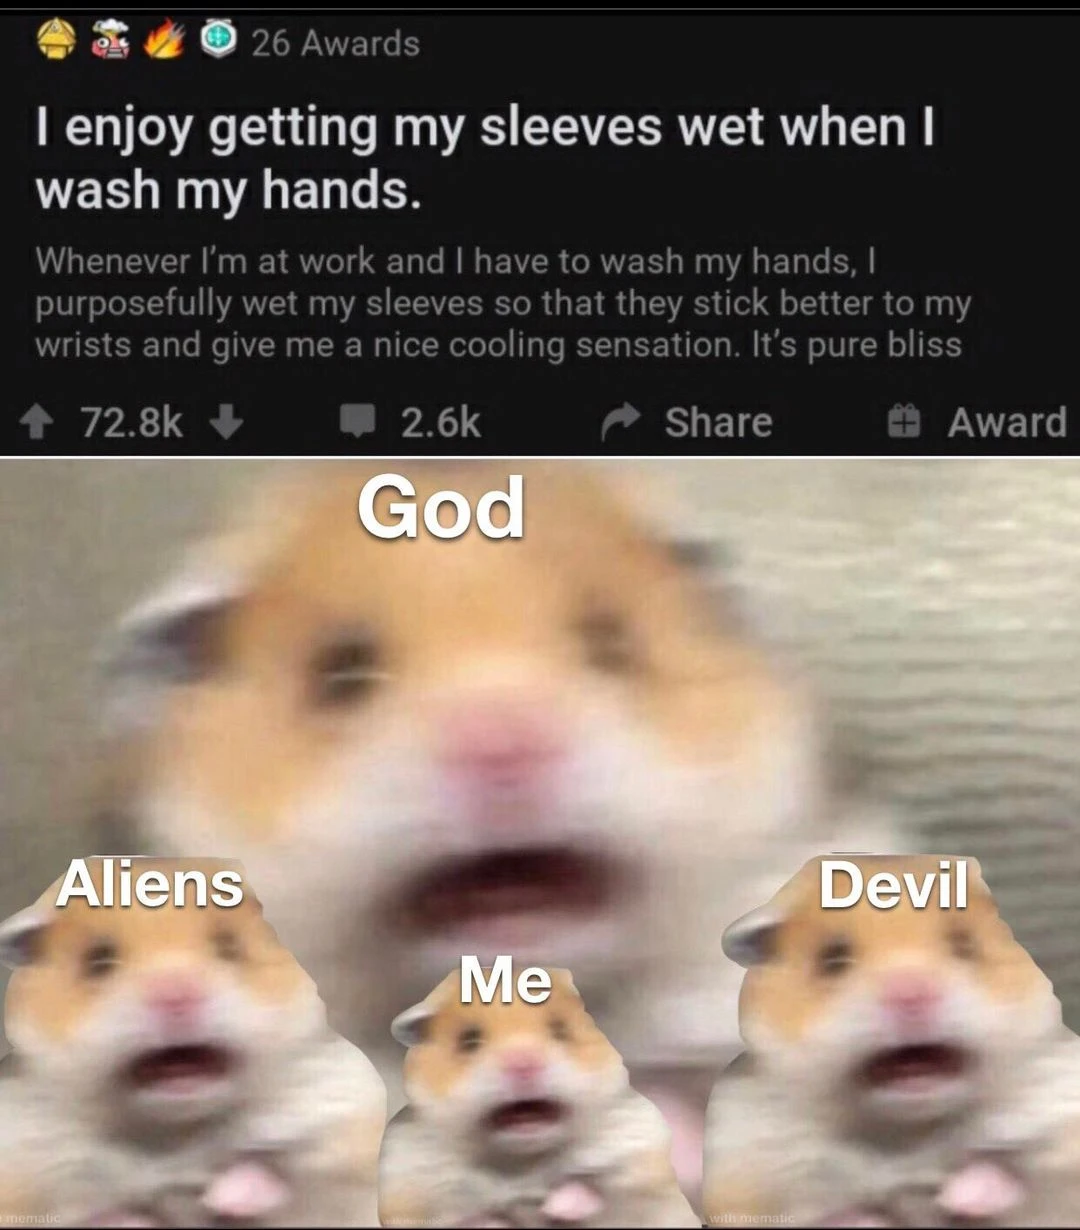 26 Awards
I enjoy getting my sleeves wet when I
wash my hands.
Whenever I'm at work and I have to wash my hands, I
purposefully wet my sleeves so that they stick better to my
wrists and give me a nice cooling sensation. It's pure bliss
72.8k 2.6k Share Award
God
Aliens
Devil
Me
mematic
with mematic
with mematic